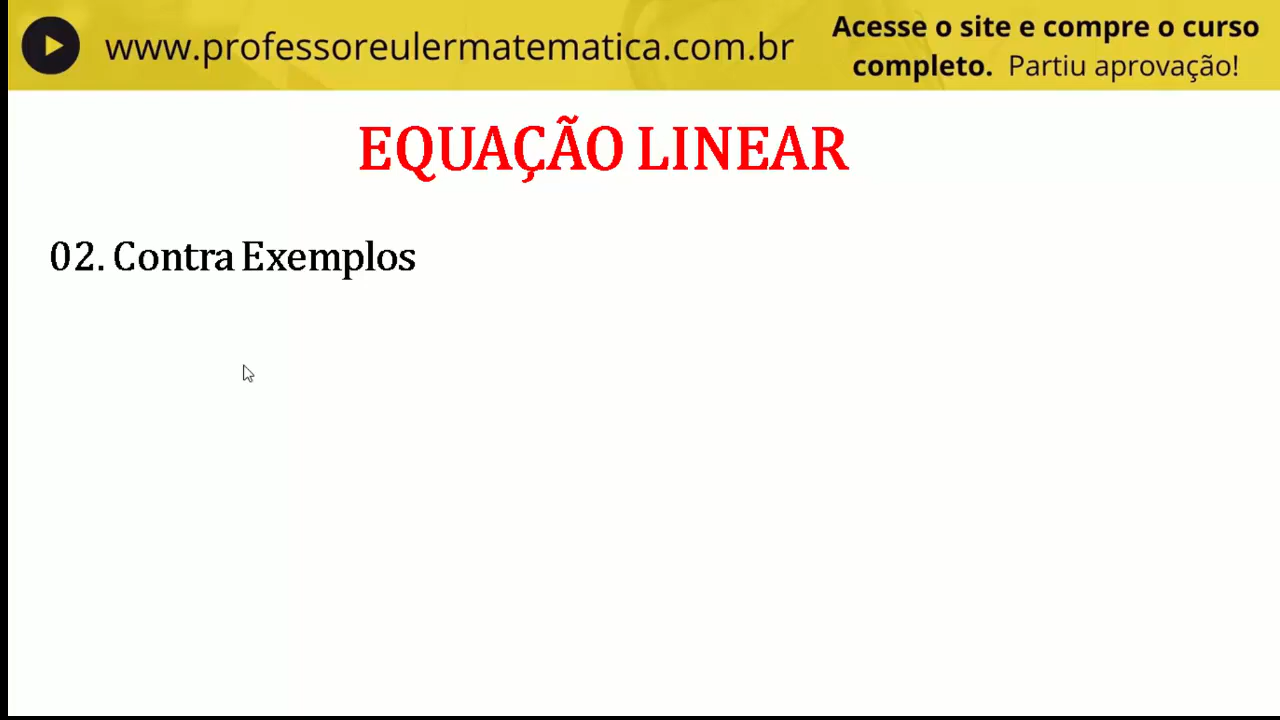 www.professoreulermatematica.com.br
Acesse o site e compre o curso
completo. Partiu aprovação!
EQUAÇÃO LINEAR
02. Contra Exemplos